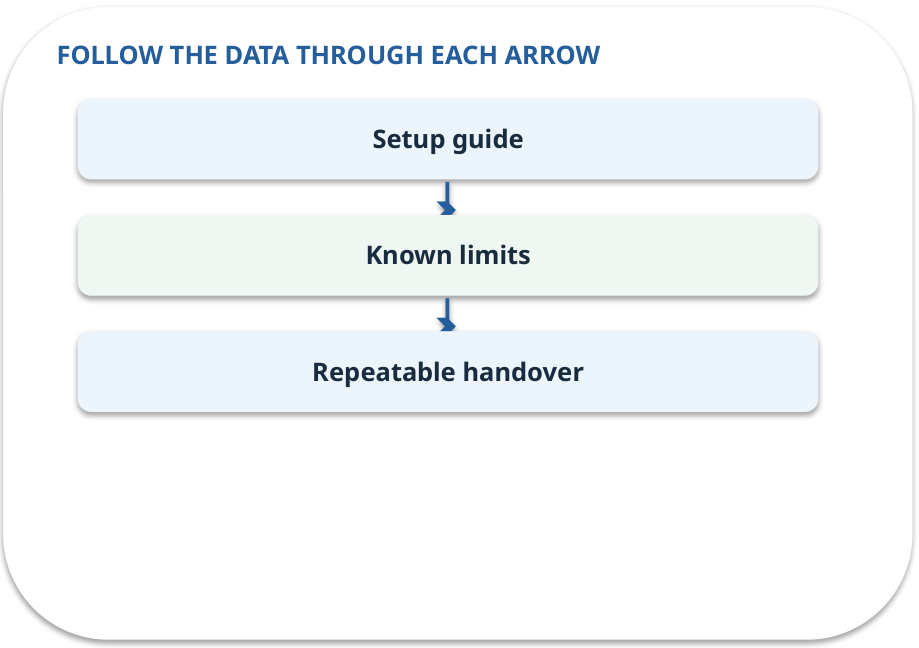 FOLLOW THE DATA THROUGH EACH ARROW
Setup guide
Known limits
Repeatable handover